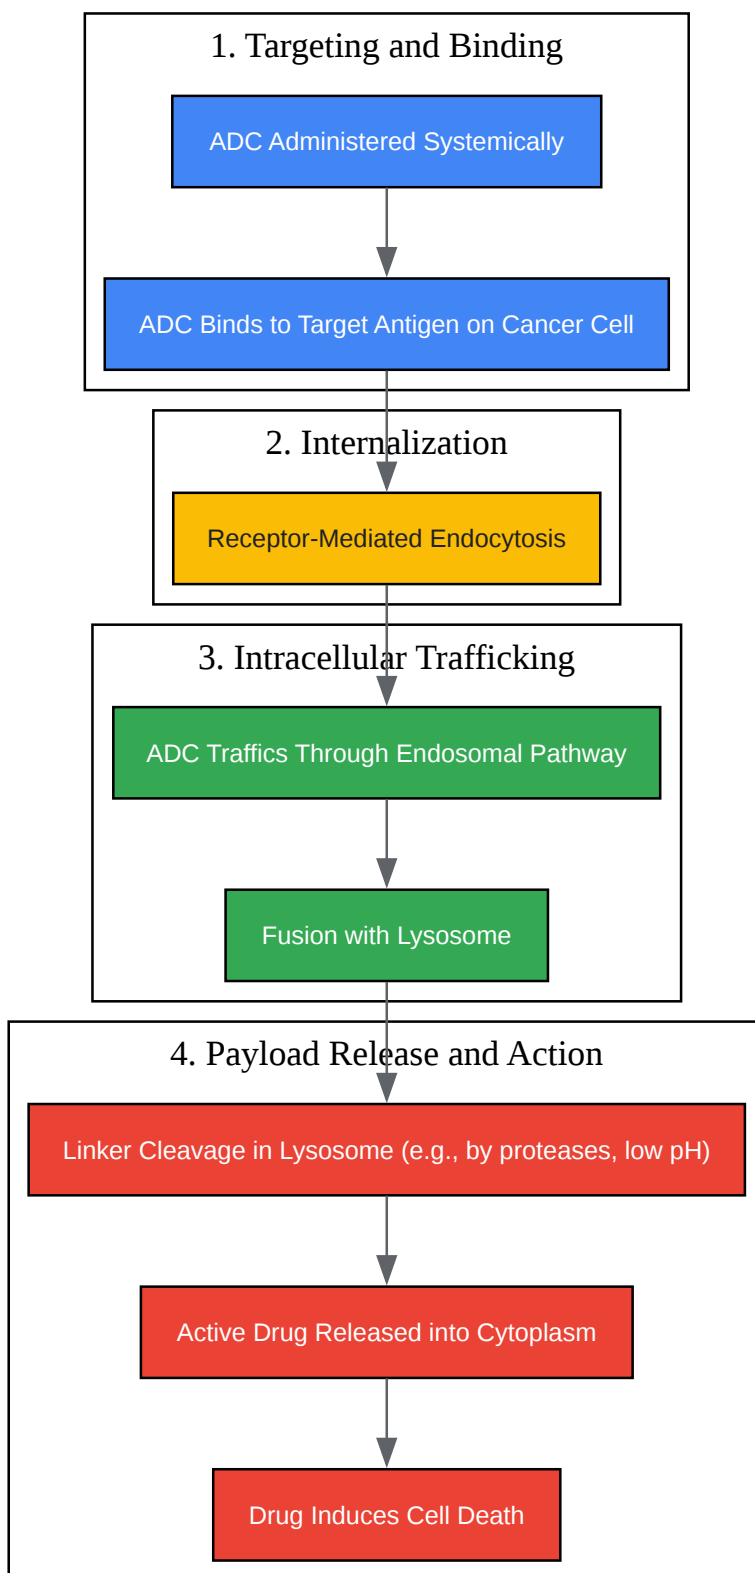 1. Targeting and Binding
ADC Administered Systemically
ADC Binds to Target Antigen on Cancer Cell
2. Internalization
Receptor-Mediated Endocytosis
3. Intracellular Trafficking
ADC Traffics Through Endosomal Pathway
Fusion with Lysosome
4. Payload Release and Action
Linker Cleavage in Lysosome (e.g., by proteases, low pH)
Active Drug Released into Cytoplasm
Drug Induces Cell Death